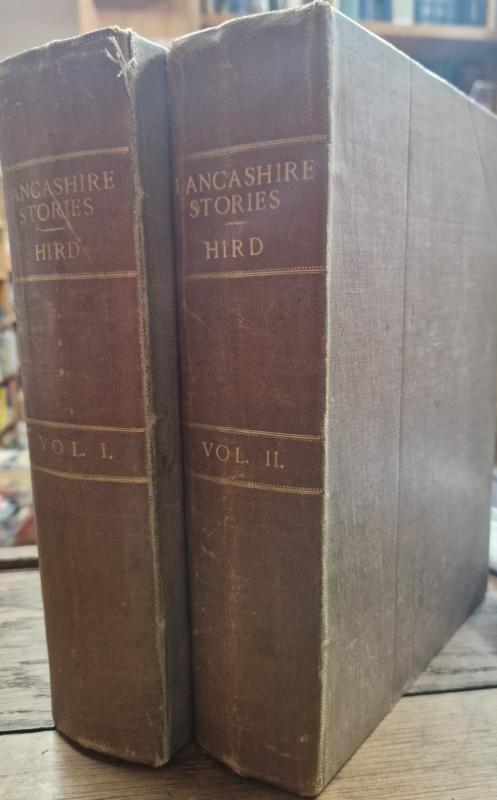 LANCASHIRE
STORIES
HIRD
VOL. I.
LANCASHIRE
STORIES
HIRD
VOL. II.